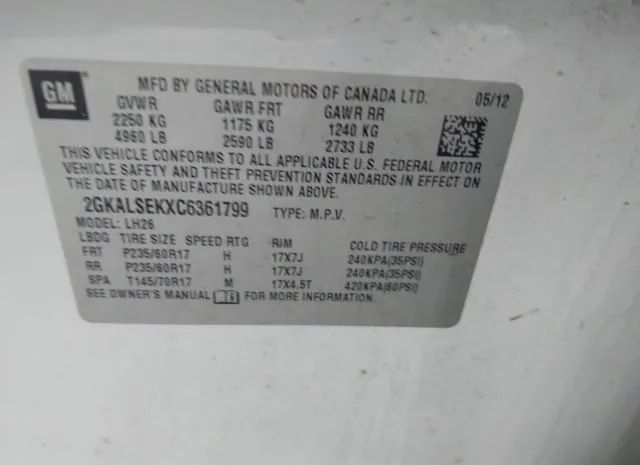 GM
MFD BY GENERAL MOTORS OF CANADA LTD. 05/12
GVWR GAWR FRT GAWR RR
2250 KG 1175 KG 1240 KG
4960 LB 2590 LB 2733 LB
THIS VEHICLE CONFORMS TO ALL APPLICABLE U.S. FEDERAL MOTOR
VEHICLE SAFETY AND THEFT PREVENTION STANDARDS IN EFFECT ON
THE DATE OF MANUFACTURE SHOWN ABOVE.
2GKALSEKXC6361799 TYPE: M.P.V.
MODEL: LH26
LBDG TIRE SIZE SPEED RTG RIM COLD TIRE PRESSURE
FRT P235/60R17 H 17X7J 240KPA(35PSI)
RR P235/60R17 H 17X7J 240KPA(35PSI)
SPA T145/70R17 M 17X4.5T 420KPA(60PSI)
SEE OWNER'S MANUAL FOR MORE INFORMATION.